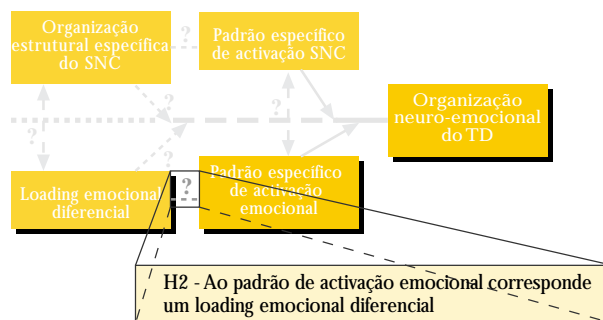 Organização
estrutural específica
do SNC
?
Padrão específico
de activação SNC
?
?
?
?
Organização
neuro-emocional
do TD
Loading emocional
diferencial
?
Padrão específico
de activação
emocional
H2 - Ao padrão de activação emocional corresponde
um loading emocional diferencial